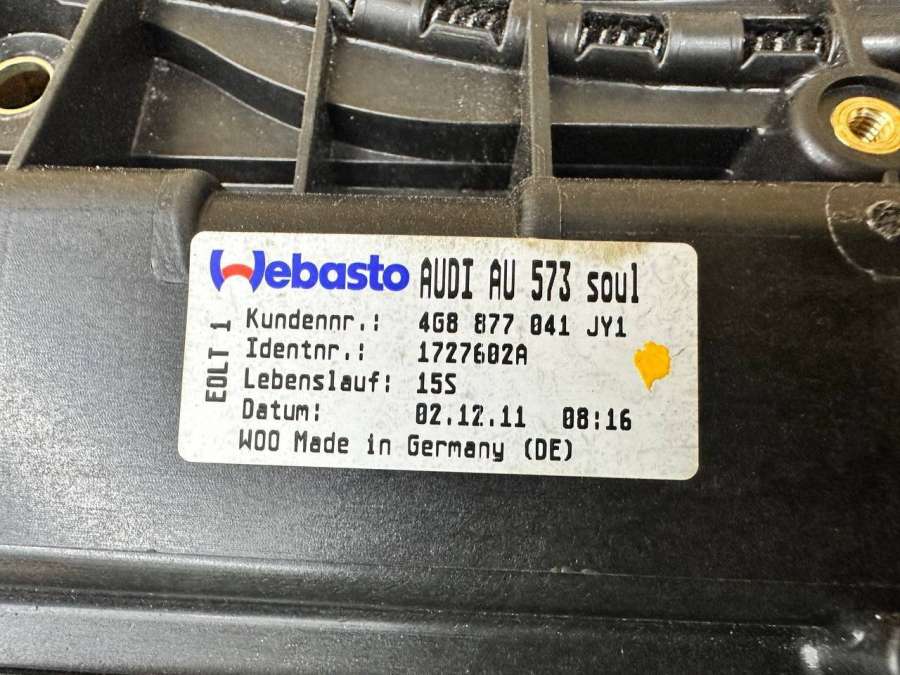 Webasto AUDI AU 573 soul
EOLT 1
Kundennr.: 4G8 877 041 JY1
Identnr.: 1727602A
Lebenslauf: 15S
Datum: 02.12.11 08:16
WOO Made in Germany (DE)